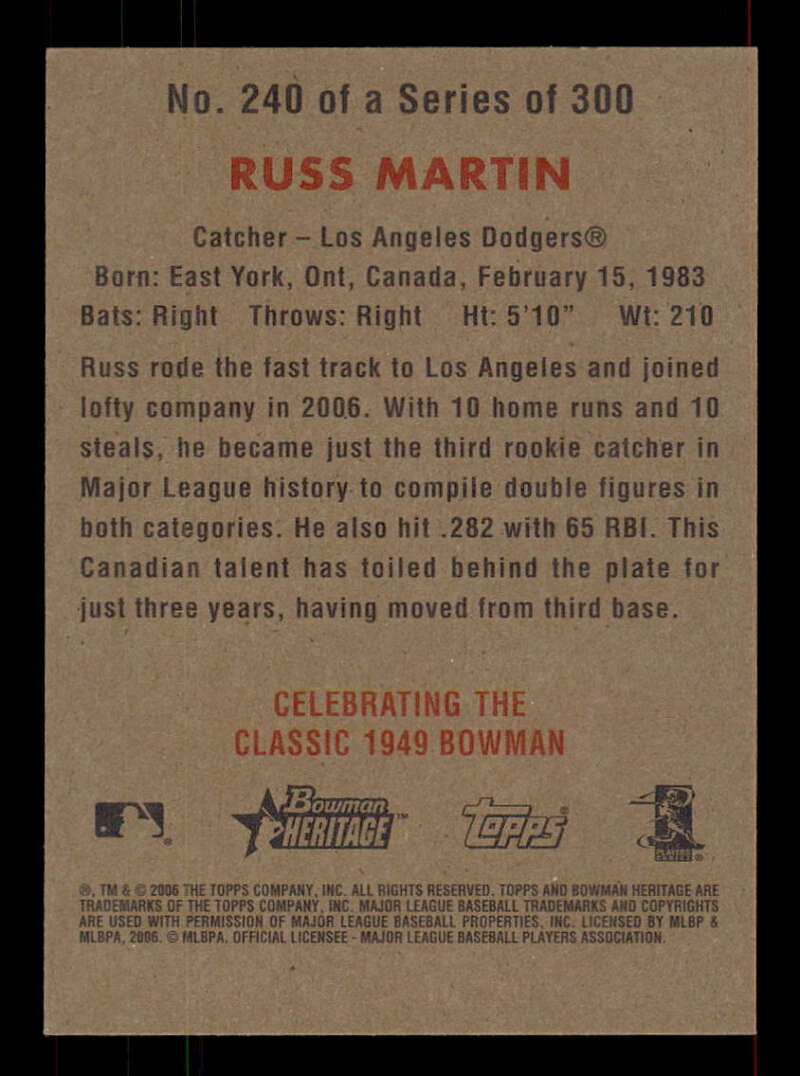 No. 240 of a Series of 300
RUSS MARTIN
Catcher – Los Angeles Dodgers®
Born: East York, Ont, Canada, February 15, 1983
Bats: Right Throws: Right Ht: 5'10" Wt: 210
Russ rode the fast track to Los Angeles and joined
lofty company in 2006. With 10 home runs and 10
steals, he became just the third rookie catcher in
Major League history to compile double figures in
both categories. He also hit .282 with 65 RBI. This
Canadian talent has toiled behind the plate for
just three years, having moved from third base.
CELEBRATING THE
CLASSIC 1949 BOWMAN
Bowman HERITAGE™ TOPPS®
®, TM & © 2006 THE TOPPS COMPANY, INC. ALL RIGHTS RESERVED. TOPPS AND BOWMAN HERITAGE ARE
TRADEMARKS OF THE TOPPS COMPANY, INC. MAJOR LEAGUE BASEBALL TRADEMARKS AND COPYRIGHTS
ARE USED WITH PERMISSION OF MAJOR LEAGUE BASEBALL PROPERTIES, INC. LICENSED BY MLBP &
MLBPA, 2006. © MLBPA. OFFICIAL LICENSEE - MAJOR LEAGUE BASEBALL PLAYERS ASSOCIATION.